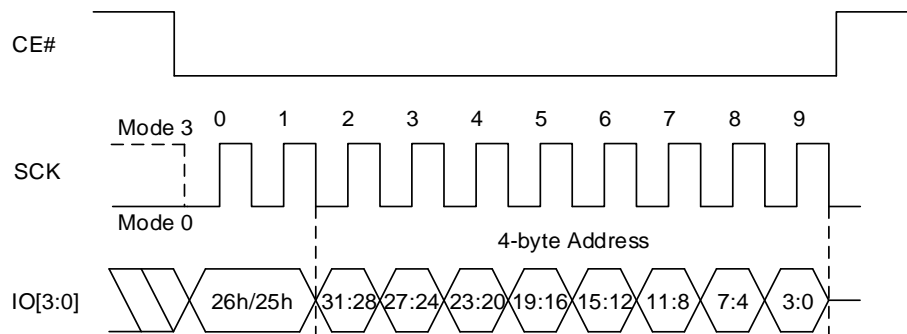 CE#
0 1 2 3 4 5 6 7 8 9
Mode 3
SCK
Mode 0
4-byte Address
IO[3:0] 26h/25h 31:28 27:24 23:20 19:16 15:12 11:8 7:4 3:0